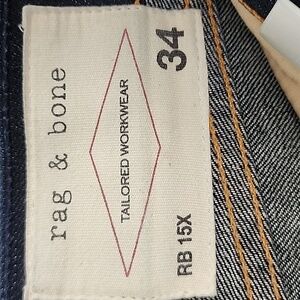 rag & bone
TAILORED WORKWEAR
RB 15X
34